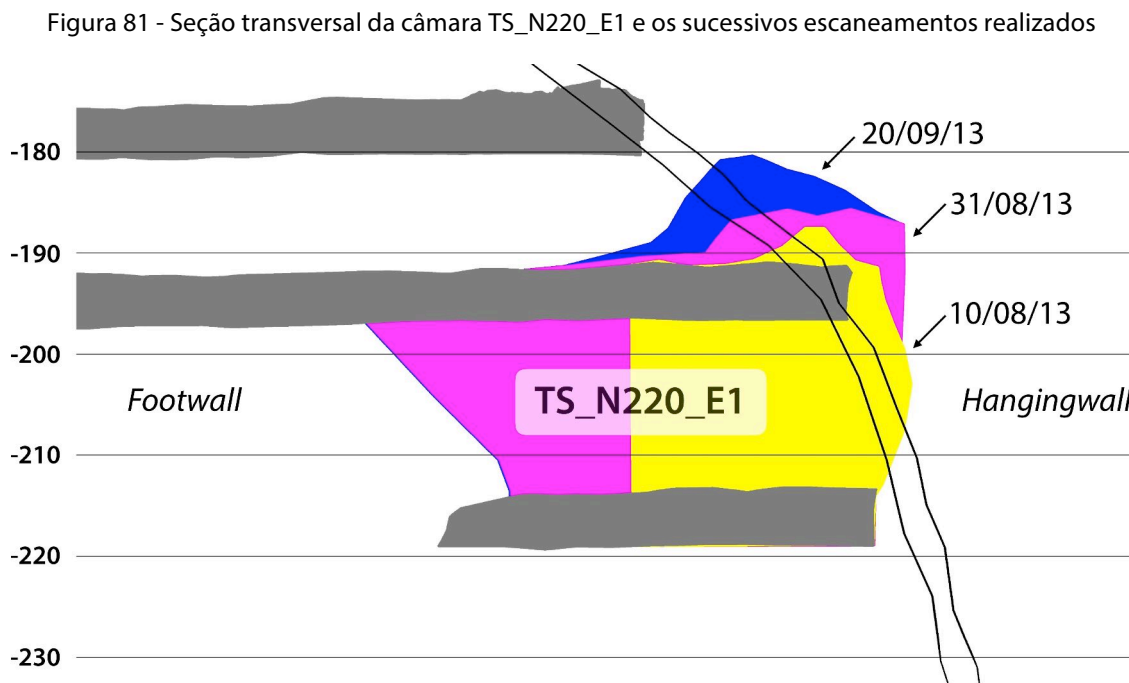 Figura 81 - Seção transversal da câmara TS_N220_E1 e os sucessivos escaneamentos realizados
-180
20/09/13
31/08/13
-190
10/08/13
-200
Footwall
TS_N220_E1
Hangingwall
-210
-220
-230